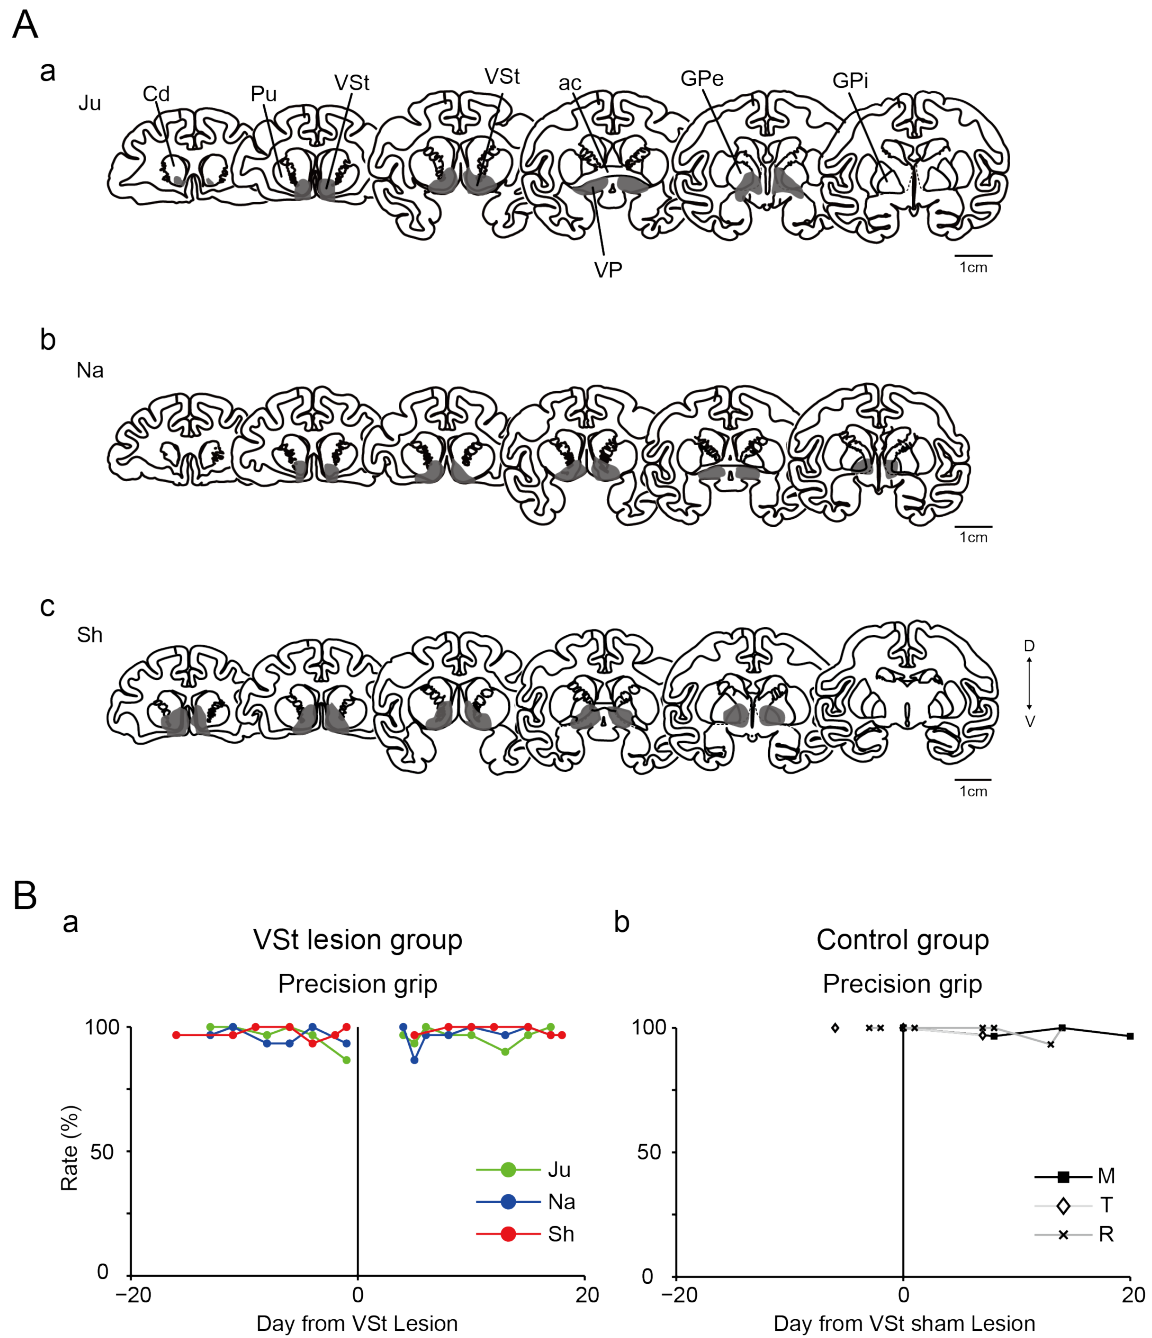 A
a
Ju
Cd
Pu
VSt
VSt
ac
GPe
GPi
VP
1cm
b
Na
1cm
c
Sh
D
V
1cm
B
a
VSt lesion group
Precision grip
100
50
0
Rate (%)
−20
0
20
Day from VSt Lesion
Ju
Na
Sh
b
Control group
Precision grip
100
50
0
−20
0
20
Day from VSt sham Lesion
M
T
R